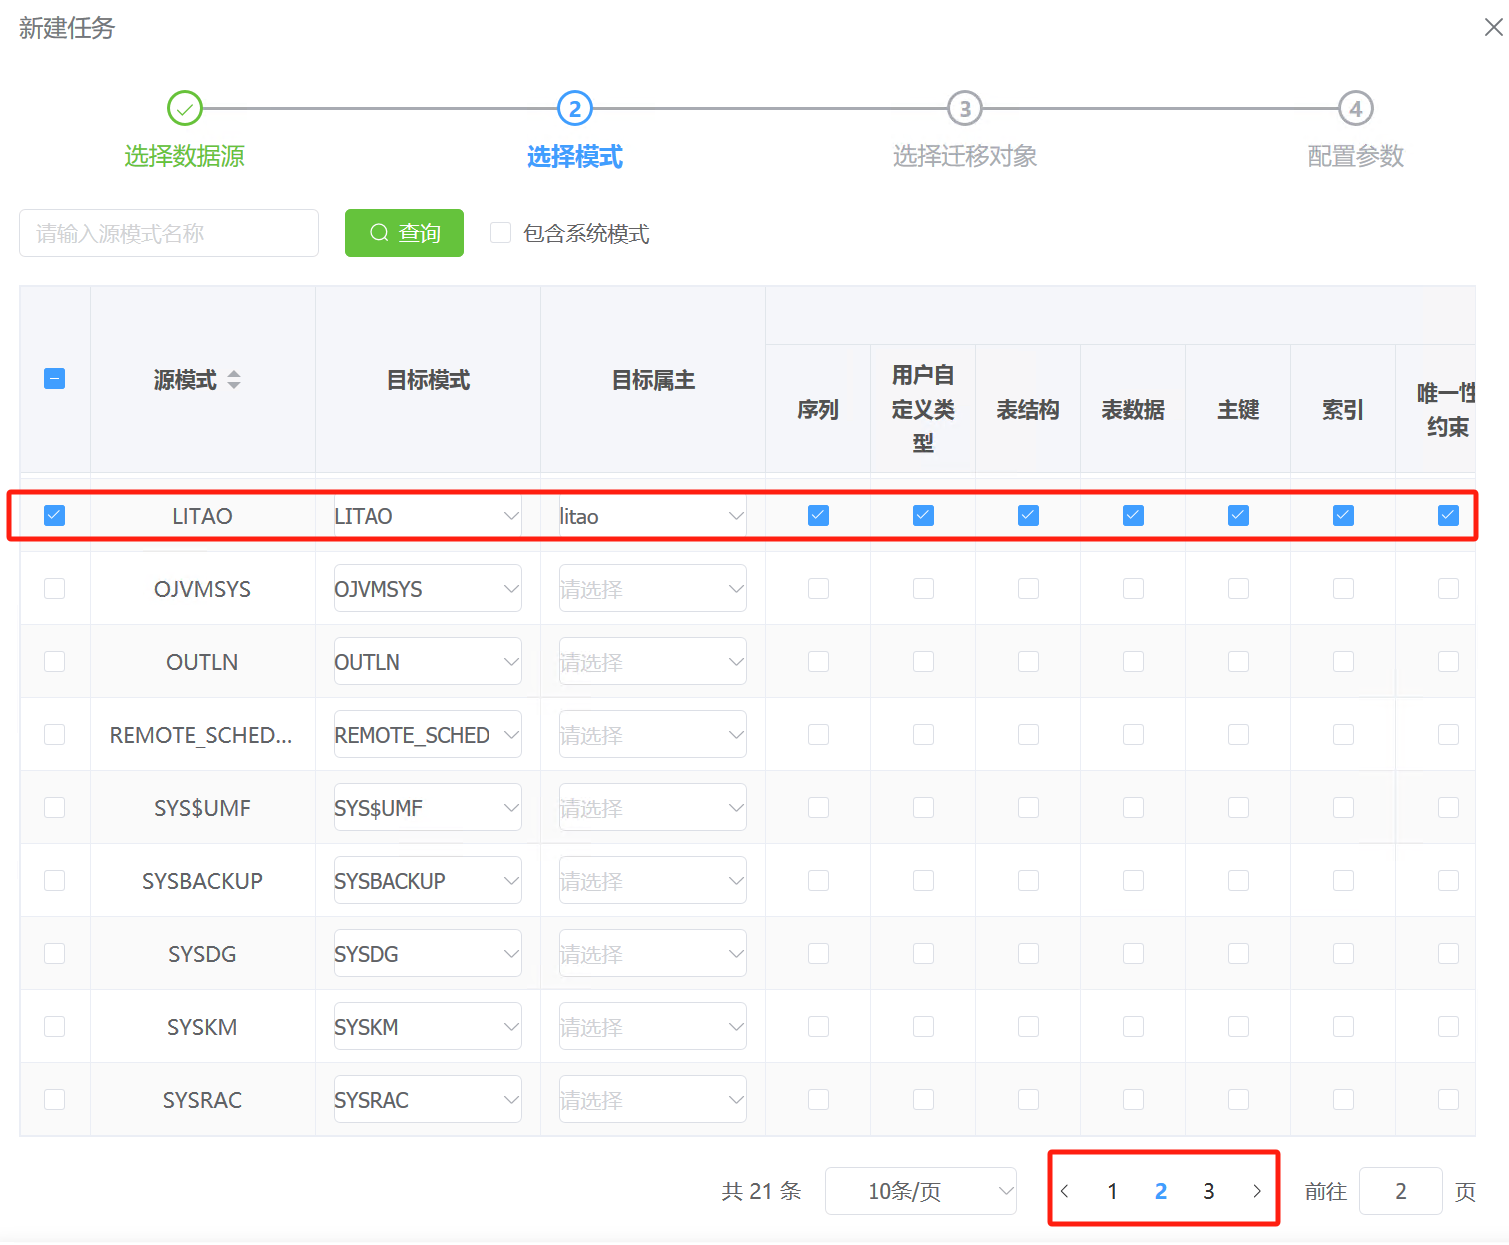 新建任务
2 3 4
选择数据源 选择模式 选择迁移对象 配置参数
请输入源模式名称 查询 包含系统模式
源模式 目标模式 目标属主
序列 用户自定义类型 表结构 表数据 主键 索引 唯一性约束
LITAO LITAO litao
OJVMSYS OJVMSYS 请选择
OUTLN OUTLN 请选择
REMOTE_SCHED... REMOTE_SCHED 请选择
SYS$UMF SYS$UMF 请选择
SYSBACKUP SYSBACKUP 请选择
SYSDG SYSDG 请选择
SYSKM SYSKM 请选择
SYSRAC SYSRAC 请选择
共 21 条 10条/页 1 2 3 前往 2 页